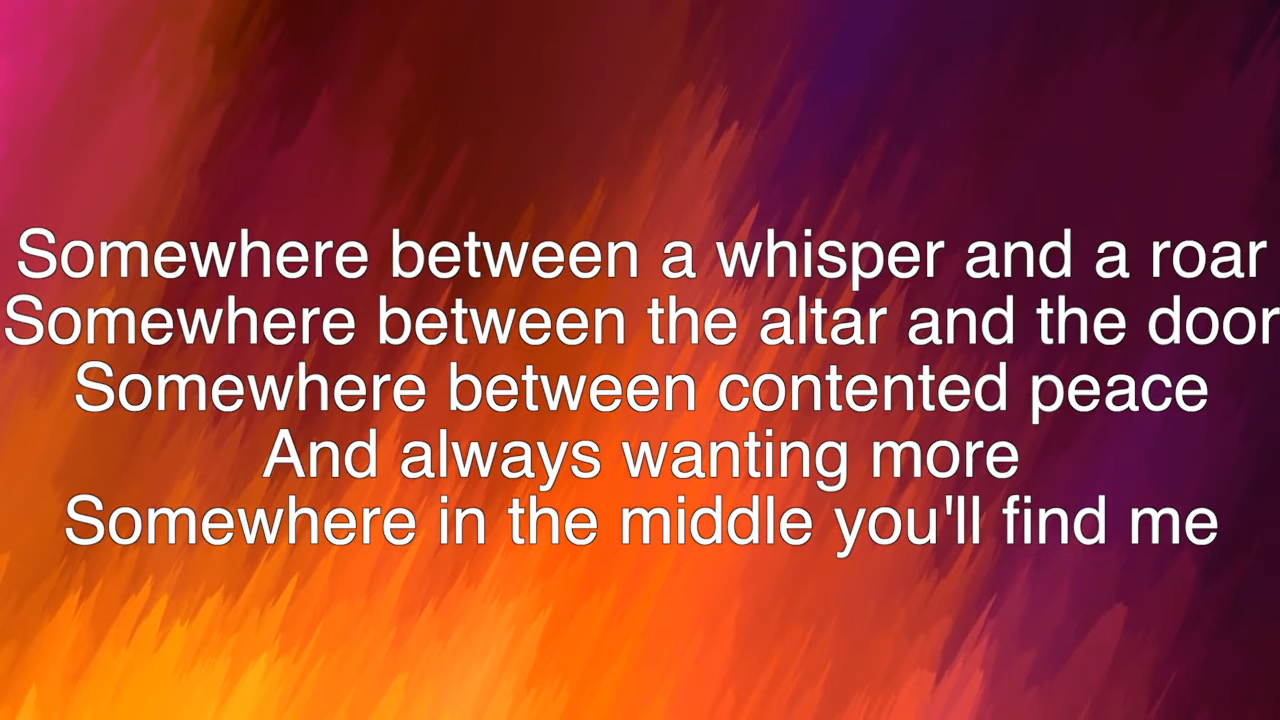 Somewhere between a whisper and a roar
Somewhere between the altar and the door
Somewhere between contented peace
And always wanting more
Somewhere in the middle you'll find me